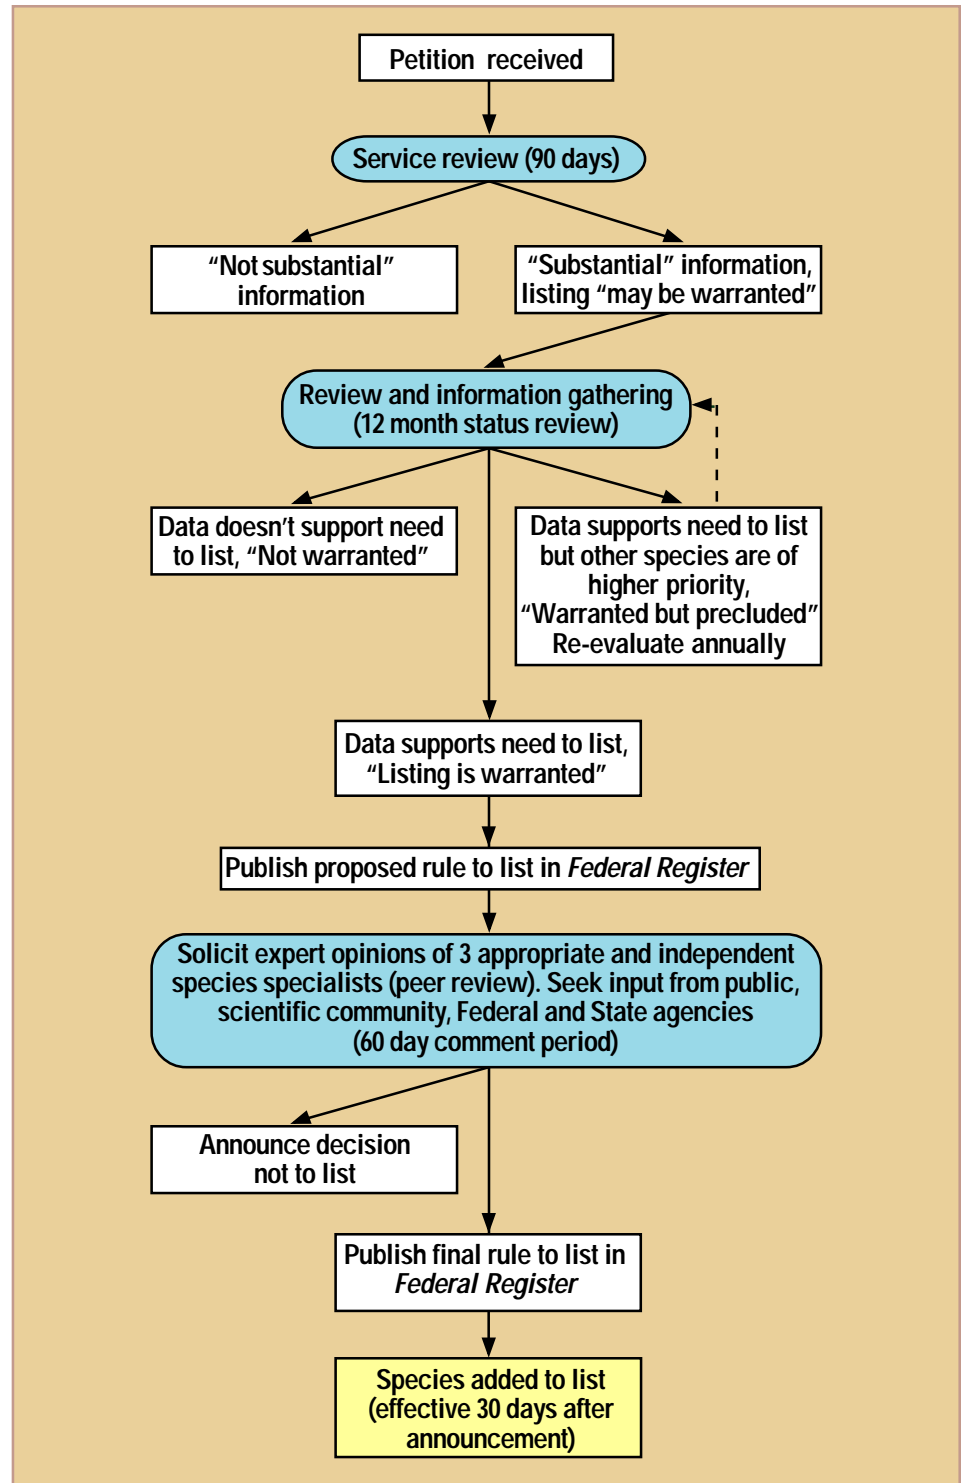 Petition received
Service review (90 days)
“Not substantial”
information
“Substantial” information,
listing “may be warranted”
Review and information gathering
(12 month status review)
Data doesn’t support need
to list, “Not warranted”
Data supports need to list
but other species are of
higher priority,
“Warranted but precluded”
Re-evaluate annually
Data supports need to list,
“Listing is warranted”
Publish proposed rule to list in Federal Register
Solicit expert opinions of 3 appropriate and independent
species specialists (peer review). Seek input from public,
scientific community, Federal and State agencies
(60 day comment period)
Announce decision
not to list
Publish final rule to list in
Federal Register
Species added to list
(effective 30 days after
announcement)